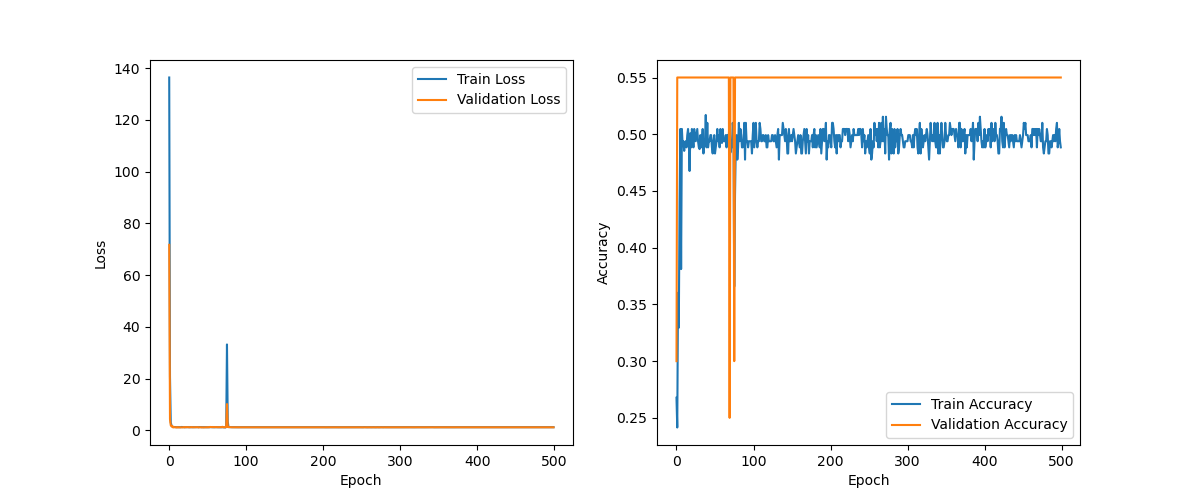 140
120
100
80
60
40
20
0
Loss
0 100 200 300 400 500
Epoch
Train Loss
Validation Loss
0.55
0.50
0.45
0.40
0.35
0.30
0.25
Accuracy
0 100 200 300 400 500
Epoch
Train Accuracy
Validation Accuracy